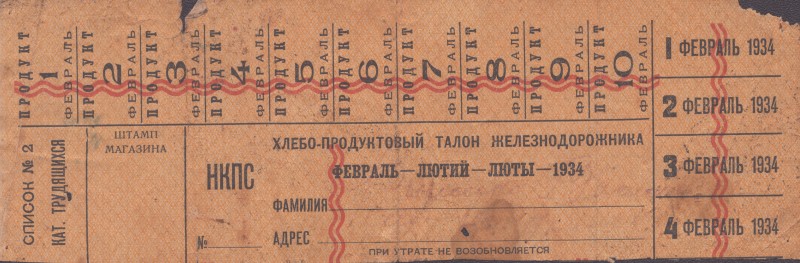 ПРОДУКТ 1 ФЕВРАЛЬ
ПРОДУКТ 2 ФЕВРАЛЬ
ПРОДУКТ 3 ФЕВРАЛЬ
ПРОДУКТ 4 ФЕВРАЛЬ
ПРОДУКТ 5 ФЕВРАЛЬ
ПРОДУКТ 6 ФЕВРАЛЬ
ПРОДУКТ 7 ФЕВРАЛЬ
ПРОДУКТ 8 ФЕВРАЛЬ
ПРОДУКТ 9 ФЕВРАЛЬ
ПРОДУКТ 10 ФЕВРАЛЬ
1 ФЕВРАЛЬ 1934
2 ФЕВРАЛЬ 1934
3 ФЕВРАЛЬ 1934
4 ФЕВРАЛЬ 1934
СПИСОК № 2
КАТ. ТРУДЯЩИХСЯ
ШТАМП
МАГАЗИНА
НКПС
№
ХЛЕБО-ПРОДУКТОВЫЙ ТАЛОН ЖЕЛЕЗНОДОРОЖНИКА
ФЕВРАЛЬ—ЛЮТИЙ—ЛЮТЫ—1934
ФАМИЛИЯ
АДРЕС
ПРИ УТРАТЕ НЕ ВОЗОБНОВЛЯЕТСЯ